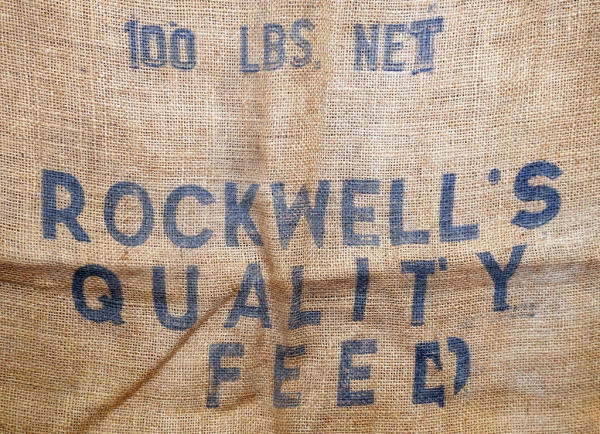 100 LBS. NET
ROCKWELL'S
QUALITY
FEED